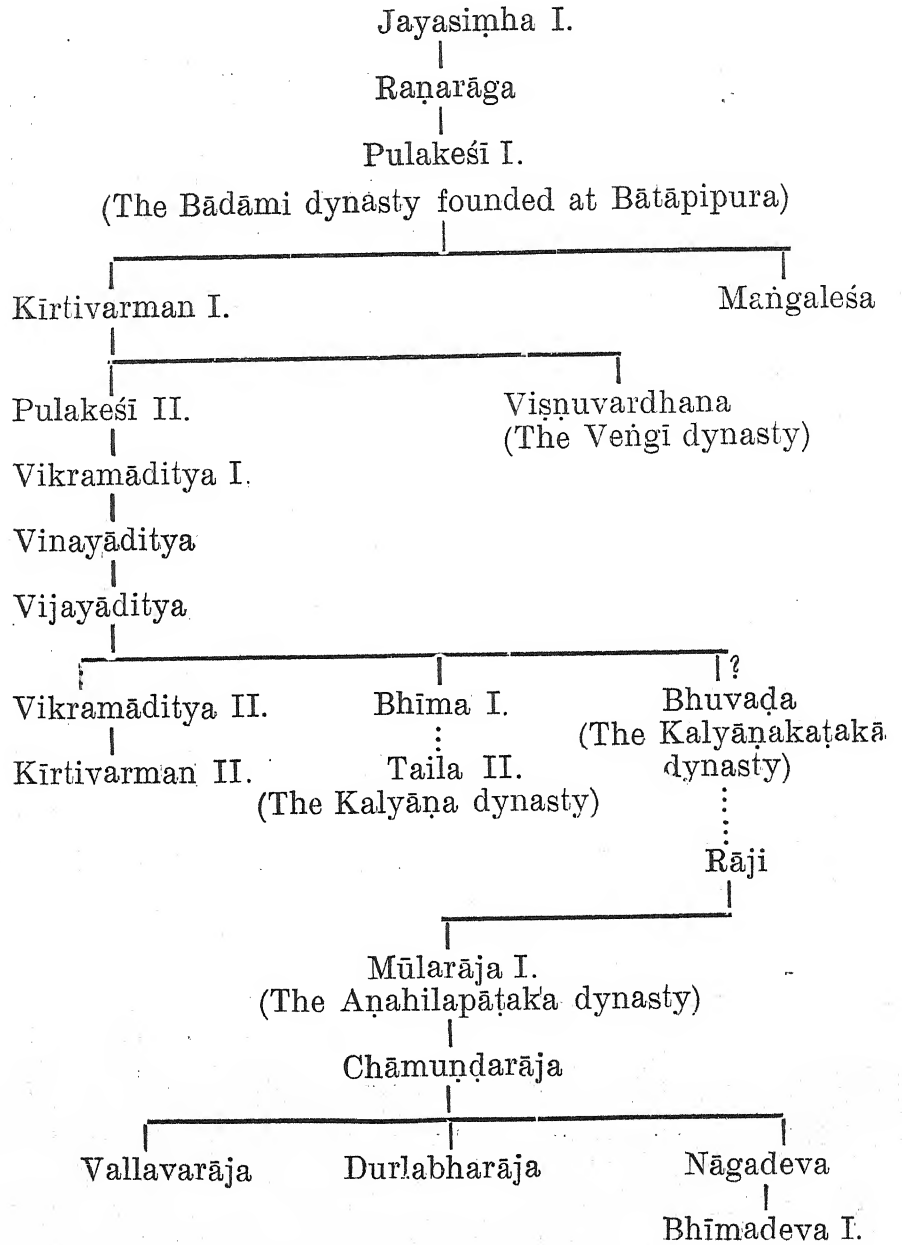 Jayasiṃha I.
Raṇarāga
Pulakeśī I.
(The Bādāmi dynasty founded at Bātāpipura)
Kīrtivarman I.
Maṅgaleśa
Pulakeśī II.
Viṣṇuvardhana
(The Veṅgī dynasty)
Vikramāditya I.
Vinayāditya
Vijayāditya
?
Vikramāditya II.
Bhīma I.
Bhuvaḍa
(The Kalyāṇakaṭakā
dynasty)
Kīrtivarman II.
Taila II.
(The Kalyāṇa dynasty)
Rāji
Mūlarāja I.
(The Aṇahilapāṭaka dynasty)
Chāmuṇḍarāja
Vallavarāja
Durlabharāja
Nāgadeva
Bhīmadeva I.